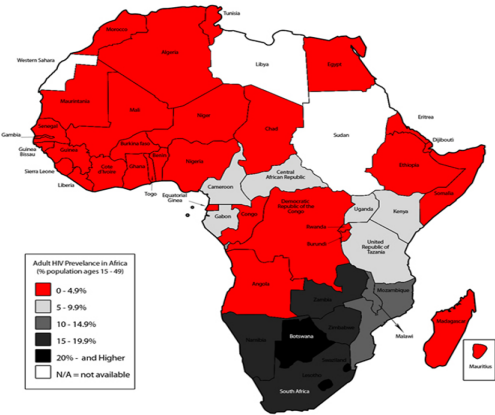 Tunisia
Morocco
Algeria
Western Sahara
Libya
Egypt
Mauritania
Mali
Niger
Chad
Sudan
Eritrea
Djibouti
Gambia
Senegal
Guinea
Bissau
Guinea
Burkina Faso
Sierra Leone
Liberia
Cote
d'Ivoire
Ghana
Benin
Togo
Nigeria
Equatorial
Ginea
Cameroon
Central
African Republic
Ethiopia
Somalia
Gabon
Congo
Democratic
Republic of the
Congo
Uganda
Kenya
Rwanda
Burundi
United
Republic of
Tazania
Angola
Zambia
Mozambique
Malawi
Zimbabwe
Namibia
Botswana
Swaziland
Lesotho
South Africa
Madagascar
Mauritius
Adult HIV Prevelance in Africa
(% population ages 15 - 49)
0 - 4.9%
5 - 9.9%
10 - 14.9%
15 - 19.9%
20% - and Higher
N/A = not available